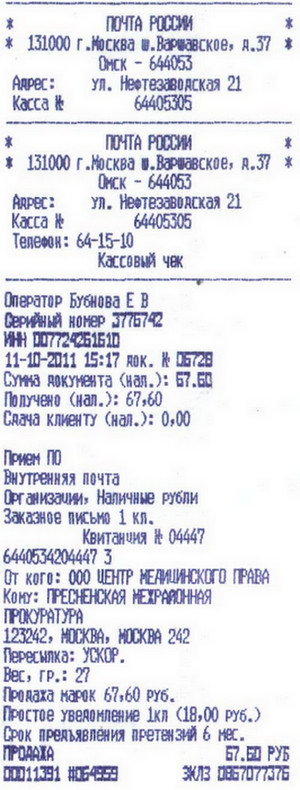 * ПОЧТА РОССИИ *
* 131000 г.Москва ш.Варшавское, д.37 *
Омск - 644053
Адрес: ул. Нефтезаводская 21
Касса № 64405305
* ПОЧТА РОССИИ *
* 131000 г.Москва ш.Варшавское, д.37 *
Омск - 644053
Адрес: ул. Нефтезаводская 21
Касса № 64405305
Телефон: 64-15-10
Кассовый чек
Оператор Бубнова Е В
Серийный номер 3776742
ИНН 007724261610
11-10-2011 15:17 док. № 06728
Сумма документа (нал.): 67.60
Получено (нал.): 67,60
Сдача клиенту (нал.): 0,00
Прием ПО
Внутренняя почта
Организации, Наличные рубли
Заказное письмо 1 кл.
Квитанция № 04447
6440534204447 3
От кого: ООО ЦЕНТР МЕДИЦИНСКОГО ПРАВА
Кому: ПРЕСНЕНСКАЯ МЕЖРАЙОННАЯ
ПРОКУРАТУРА
123242, МОСКВА, МОСКВА 242
Пересылка: УСКОР.
Вес, гр.: 27
Продажа марок 67,60 руб.
Простое уведомление 1кл (18,00 руб.)
Срок предъявления претензий 6 мес.
ПРОДАЖА 67.60 РУБ
00011391 #064959 ЭКЛЗ 0867077376